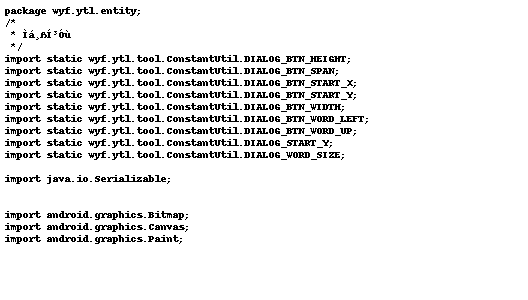 package wyf.ytl.entity;
/*
 * Ìá¸ñÍ³Óù
 */
import static wyf.ytl.tool.ConstantUtil.DIALOG_BTN_HEIGHT;
import static wyf.ytl.tool.ConstantUtil.DIALOG_BTN_SPAN;
import static wyf.ytl.tool.ConstantUtil.DIALOG_BTN_START_X;
import static wyf.ytl.tool.ConstantUtil.DIALOG_BTN_START_Y;
import static wyf.ytl.tool.ConstantUtil.DIALOG_BTN_WIDTH;
import static wyf.ytl.tool.ConstantUtil.DIALOG_BTN_WORD_LEFT;
import static wyf.ytl.tool.ConstantUtil.DIALOG_BTN_WORD_UP;
import static wyf.ytl.tool.ConstantUtil.DIALOG_START_Y;
import static wyf.ytl.tool.ConstantUtil.DIALOG_WORD_SIZE;
import java.io.Serializable;
import android.graphics.Bitmap;
import android.graphics.Canvas;
import android.graphics.Paint;